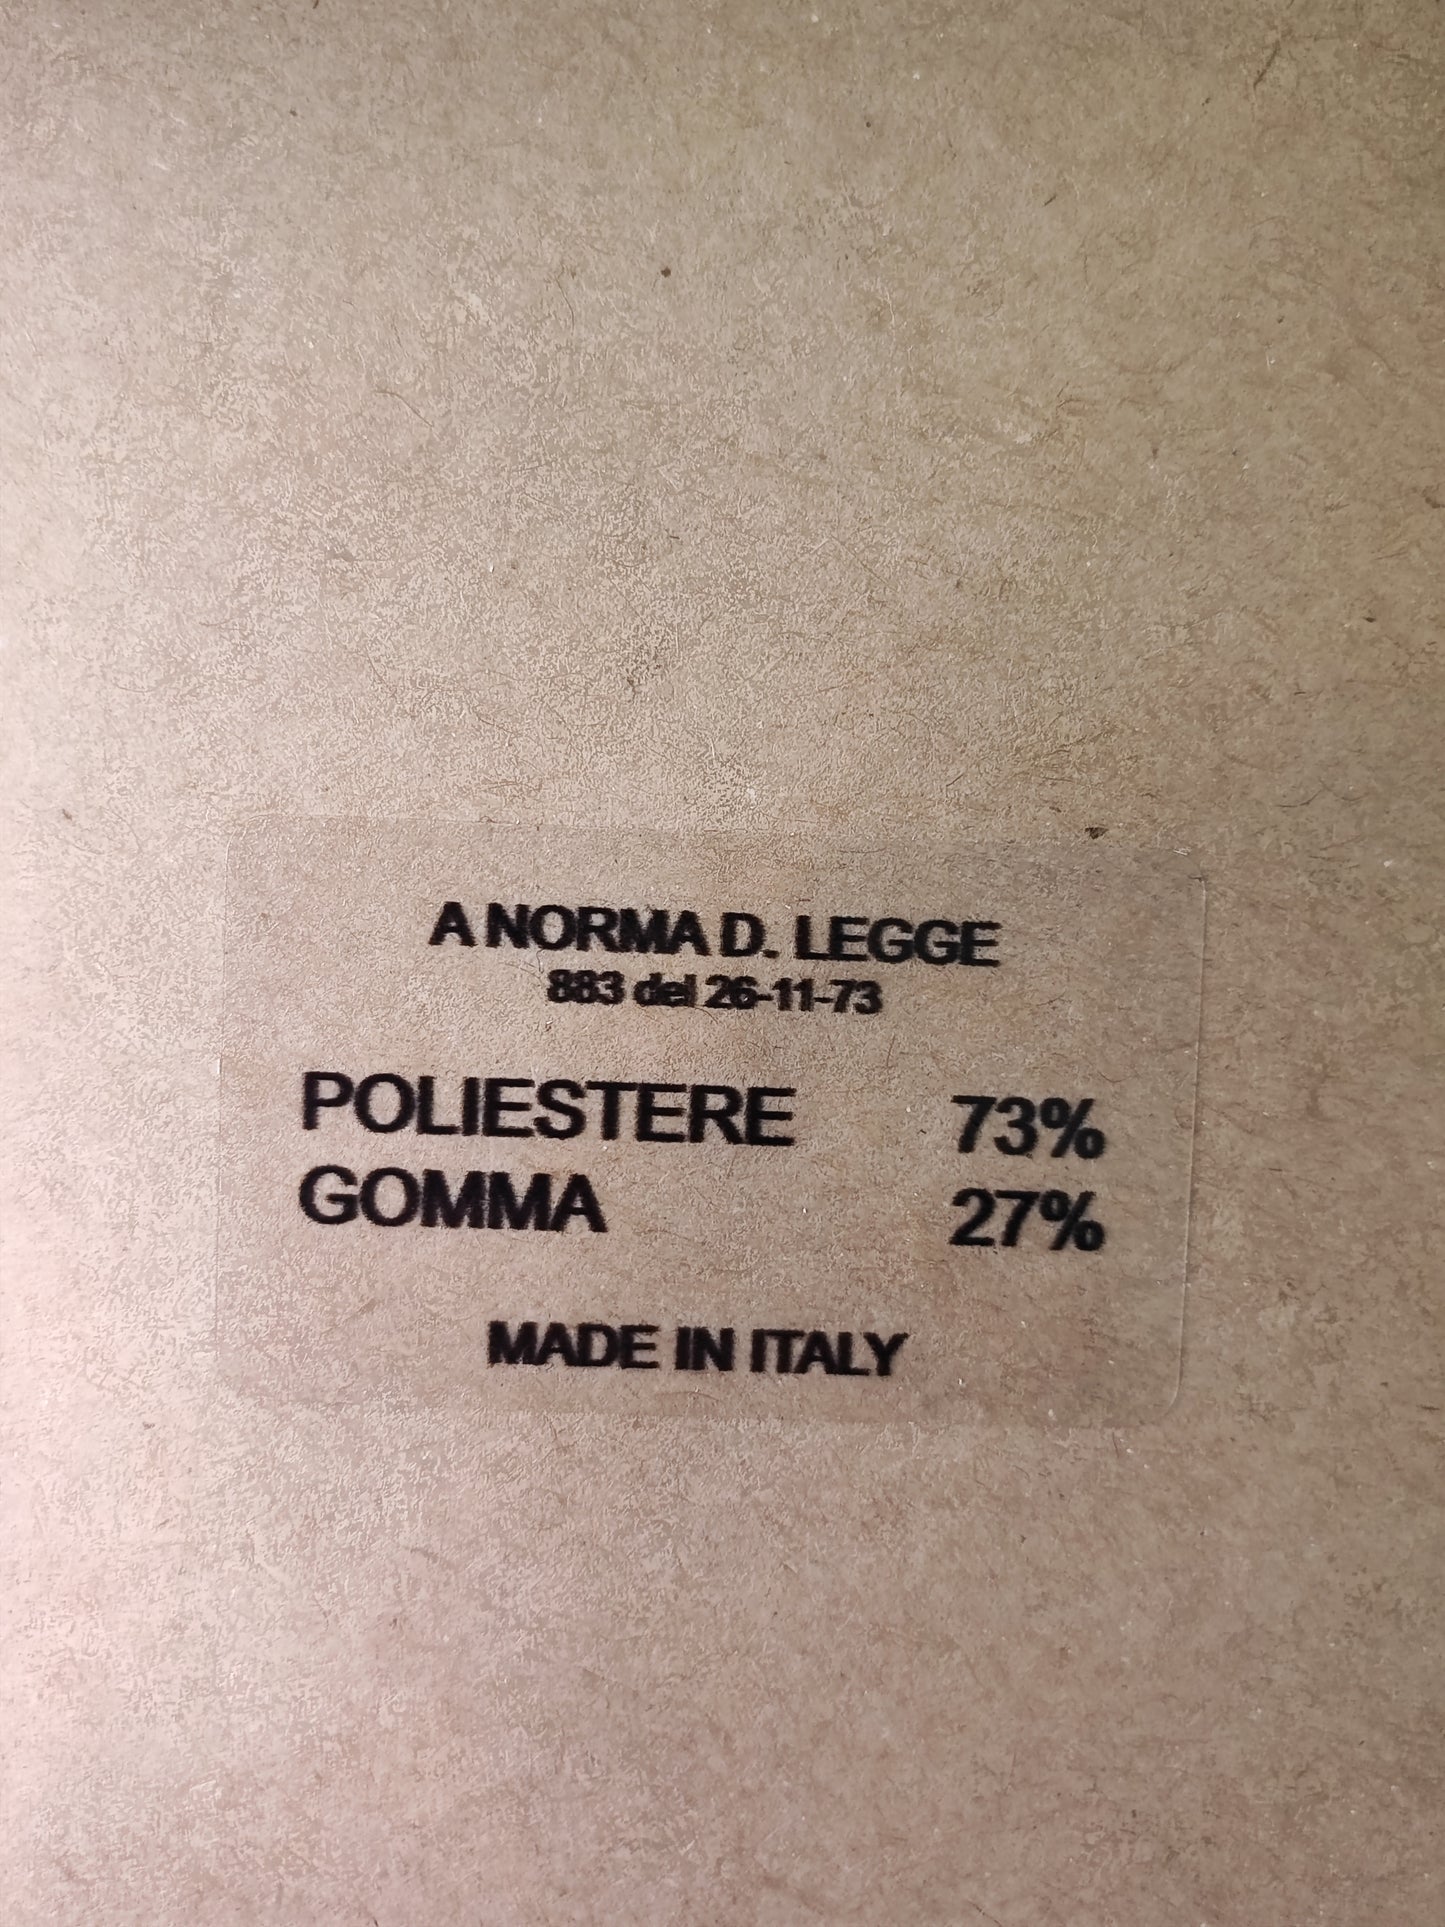 A NORMA D. LEGGE
883 del 26-11-73
POLIESTERE 73%
GOMMA 27%
MADE IN ITALY